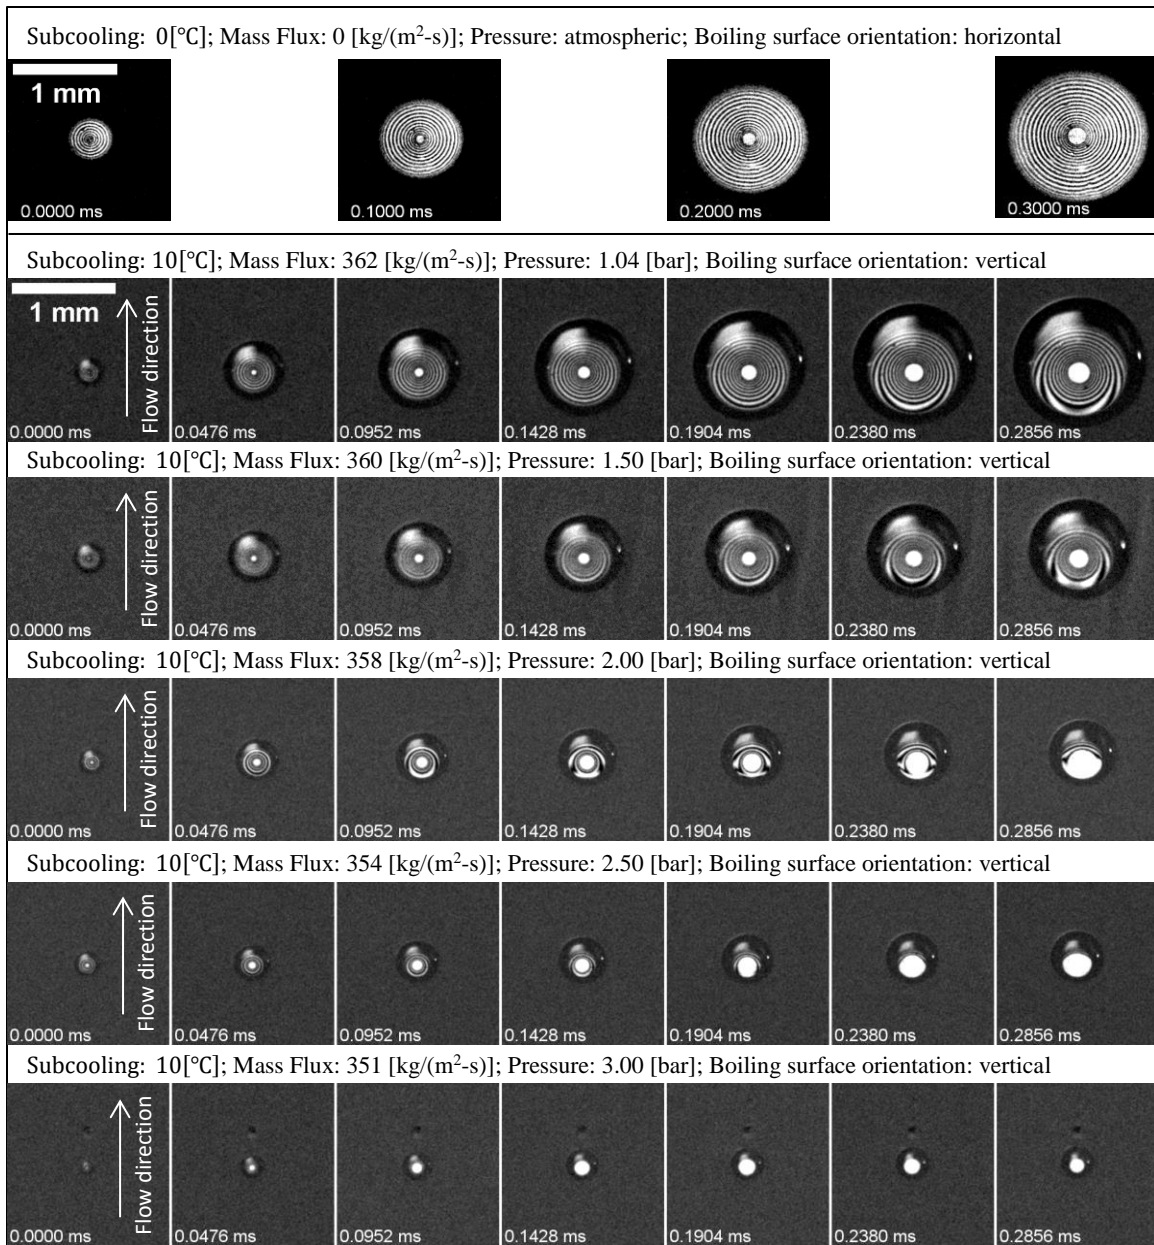 Subcooling: 0[°C]; Mass Flux: 0 [kg/(m²-s)]; Pressure: atmospheric; Boiling surface orientation: horizontal
1 mm
0.0000 ms 0.1000 ms 0.2000 ms 0.3000 ms
Subcooling: 10[°C]; Mass Flux: 362 [kg/(m²-s)]; Pressure: 1.04 [bar]; Boiling surface orientation: vertical
1 mm
Flow direction
0.0000 ms 0.0476 ms 0.0952 ms 0.1428 ms 0.1904 ms 0.2380 ms 0.2856 ms
Subcooling: 10[°C]; Mass Flux: 360 [kg/(m²-s)]; Pressure: 1.50 [bar]; Boiling surface orientation: vertical
Flow direction
0.0000 ms 0.0476 ms 0.0952 ms 0.1428 ms 0.1904 ms 0.2380 ms 0.2856 ms
Subcooling: 10[°C]; Mass Flux: 358 [kg/(m²-s)]; Pressure: 2.00 [bar]; Boiling surface orientation: vertical
Flow direction
0.0000 ms 0.0476 ms 0.0952 ms 0.1428 ms 0.1904 ms 0.2380 ms 0.2856 ms
Subcooling: 10[°C]; Mass Flux: 354 [kg/(m²-s)]; Pressure: 2.50 [bar]; Boiling surface orientation: vertical
Flow direction
0.0000 ms 0.0476 ms 0.0952 ms 0.1428 ms 0.1904 ms 0.2380 ms 0.2856 ms
Subcooling: 10[°C]; Mass Flux: 351 [kg/(m²-s)]; Pressure: 3.00 [bar]; Boiling surface orientation: vertical
Flow direction
0.0000 ms 0.0476 ms 0.0952 ms 0.1428 ms 0.1904 ms 0.2380 ms 0.2856 ms